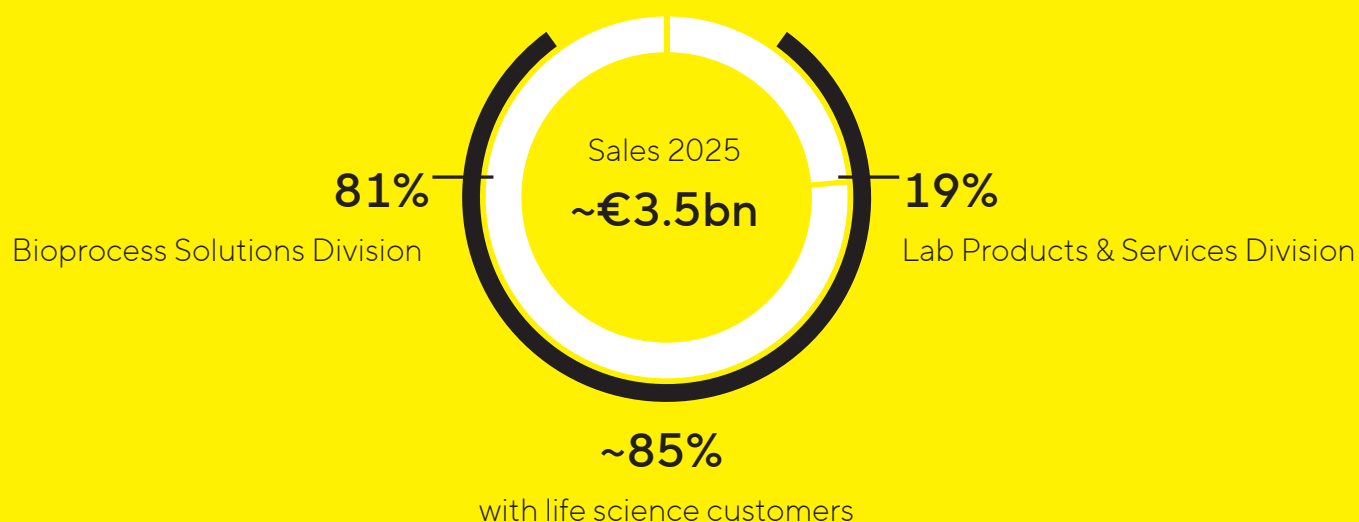 Sales 2025
~€3.5bn
81%
Bioprocess Solutions Division
19%
Lab Products & Services Division
~85%
with life science customers